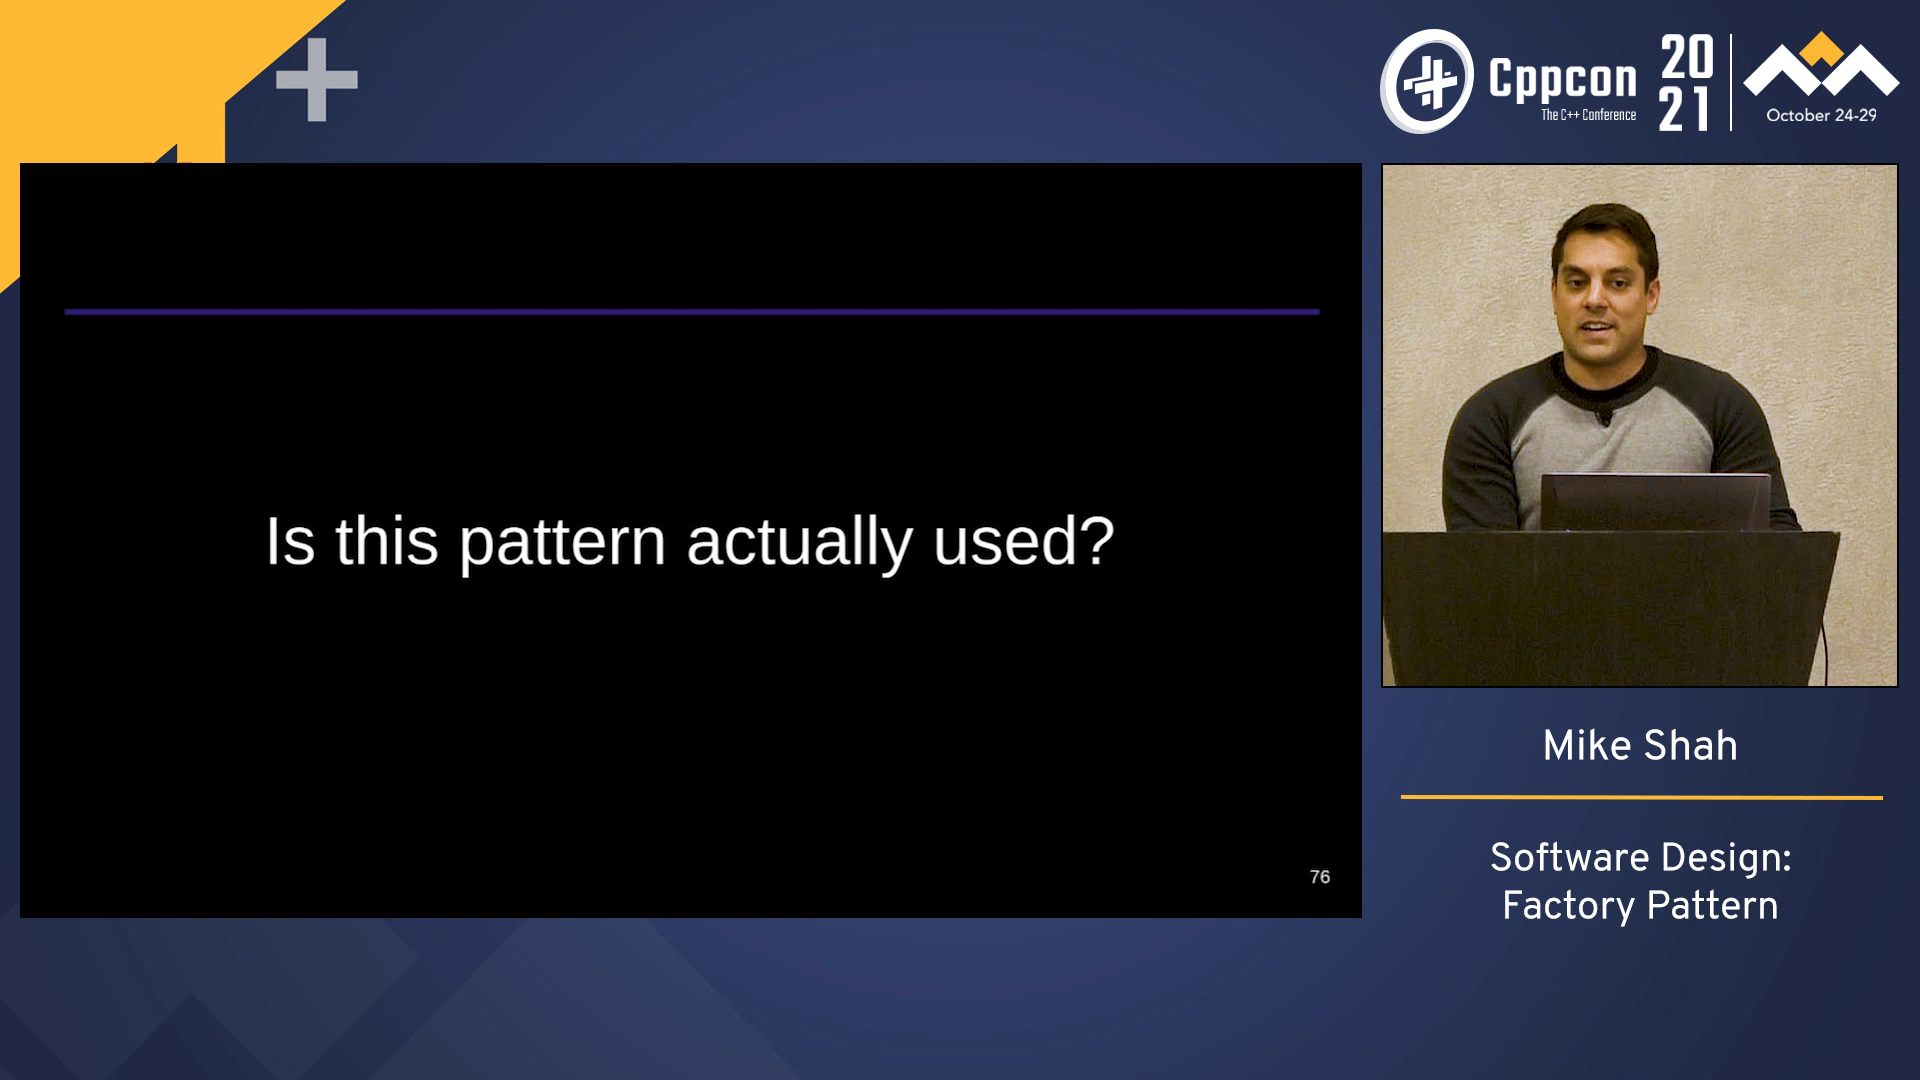 Cppcon
The C++ Conference
20
21
October 24-29
Is this pattern actually used?
76
Mike Shah
Software Design:
Factory Pattern